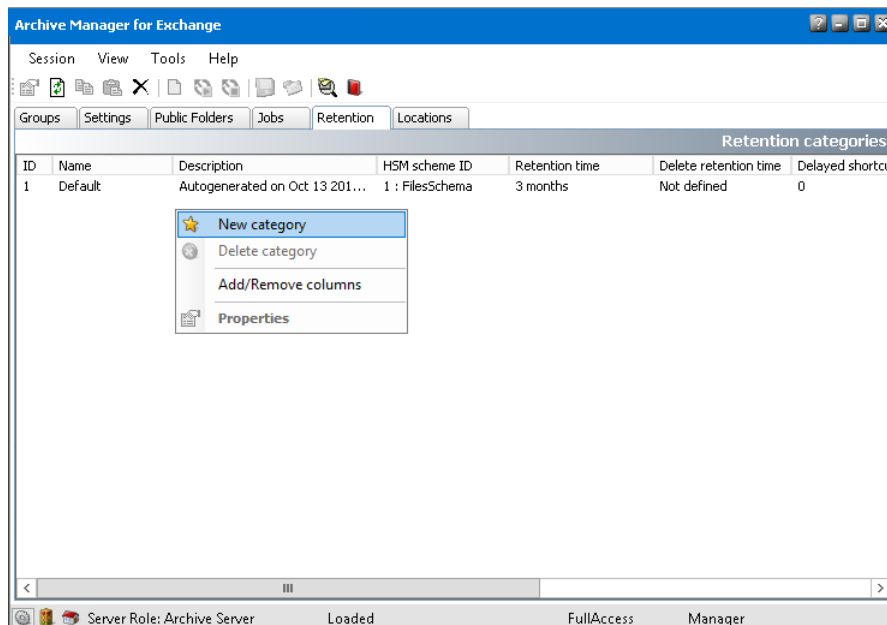 Archive Manager for Exchange
Session View Tools Help
Groups Settings Public Folders Jobs Retention Locations
Retention categories
ID Name Description HSM scheme ID Retention time Delete retention time Delayed shortcu
1 Default Autogenerated on Oct 13 201... 1 : FilesSchema 3 months Not defined 0
New category
Delete category
Add/Remove columns
Properties
Server Role: Archive Server Loaded FullAccess Manager